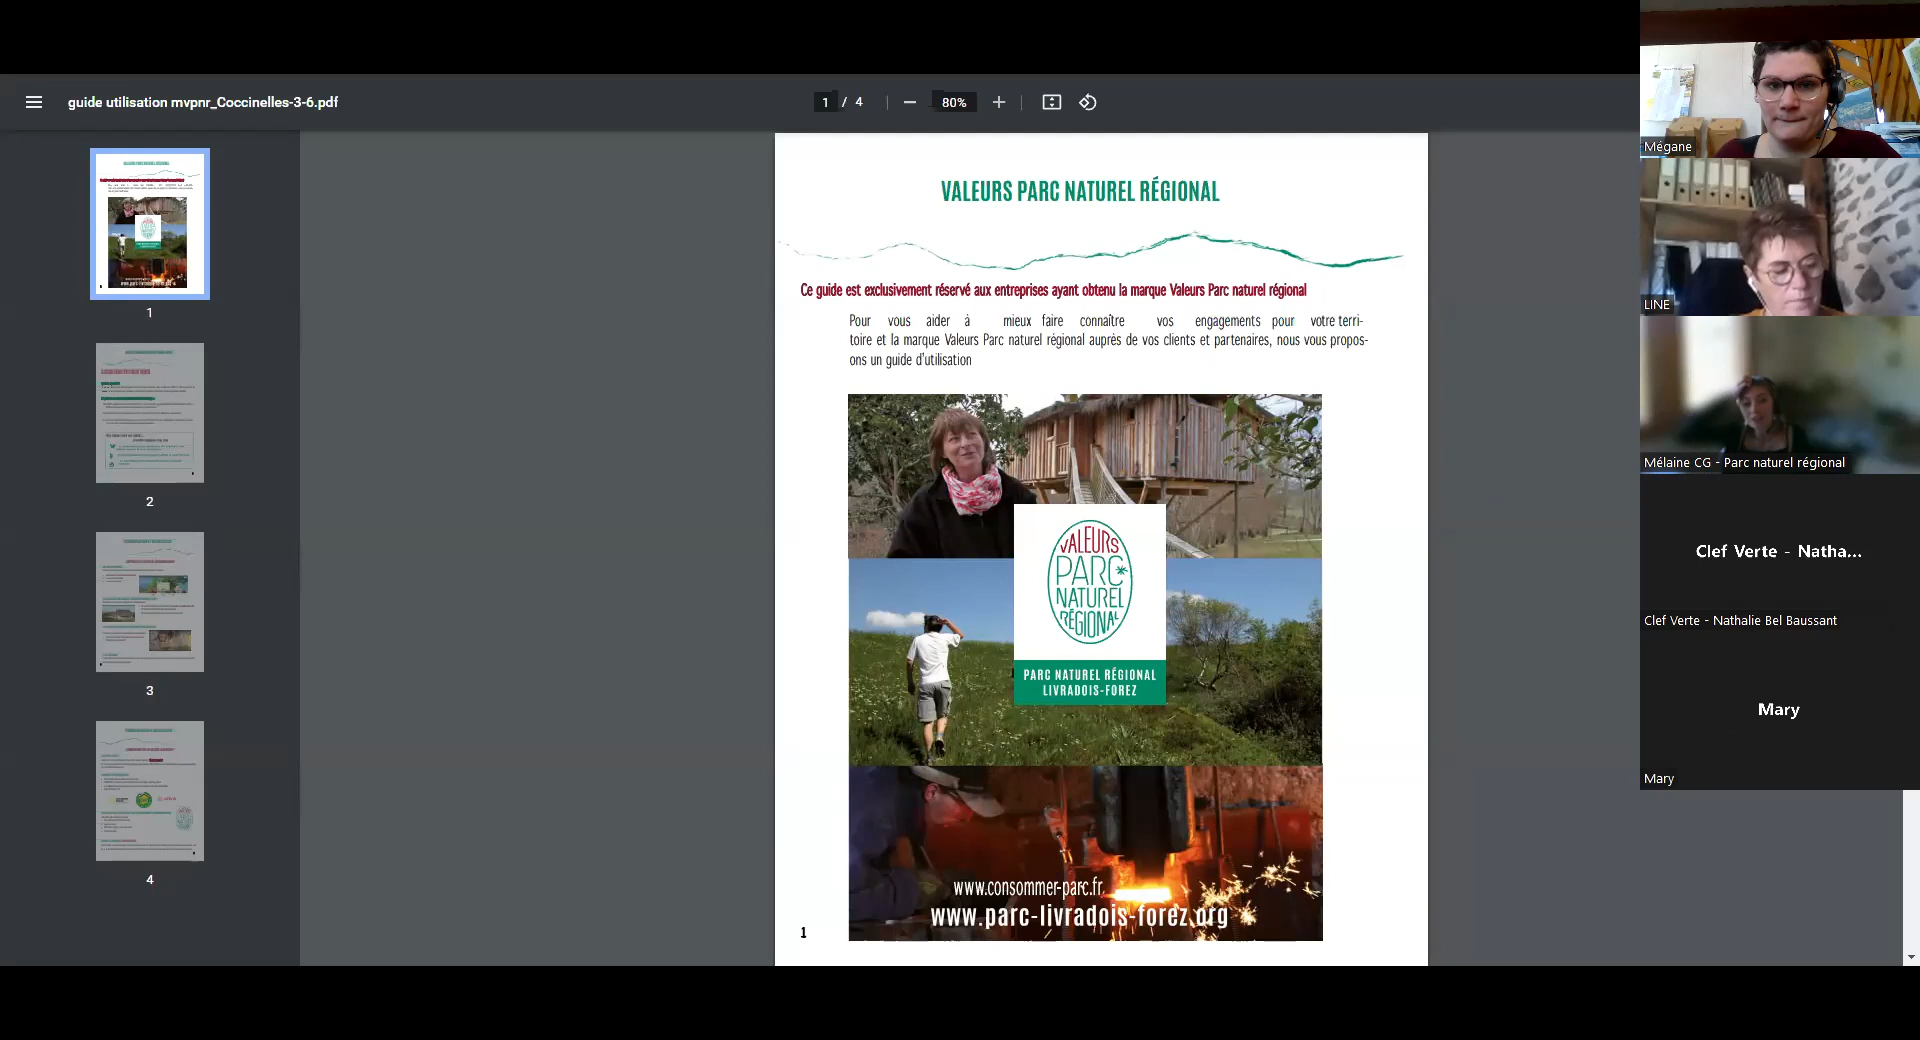 guide utilisation mvpnr_Coccinelles-3-6.pdf
1 / 4
80%
1
2
3
4
VALEURS PARC NATUREL RÉGIONAL
Ce guide est exclusivement réservé aux entreprises ayant obtenu la marque Valeurs Parc naturel régional
Pour vous aider à mieux faire connaître vos engagements pour votre terri-
toire et la marque Valeurs Parc naturel régional auprès de vos clients et partenaires, nous vous propos-
ons un guide d'utilisation
VALEURS
PARC
NATUREL
RÉGIONAL
PARC NATUREL RÉGIONAL
LIVRADOIS-FOREZ
www.consommer-parc.fr
www.parc-livradois-forez.org
1
Mégane
LINE
Mélaine CG - Parc naturel régional
Clef Verte - Natha...
Clef Verte - Nathalie Bel Baussant
Mary
Mary